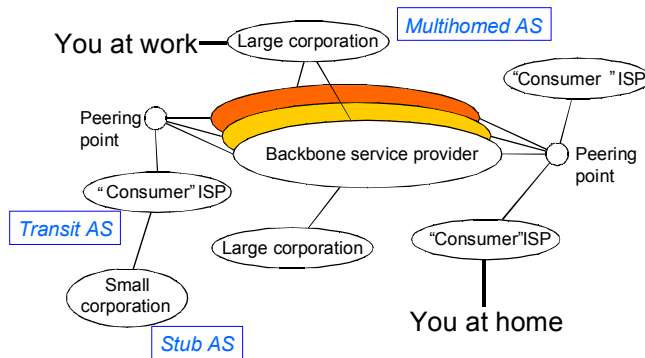 You at work
Large corporation
Multihomed AS
“Consumer ” ISP
Peering
point
Backbone service provider
Peering
point
“ Consumer” ISP
Transit AS
Large corporation
“Consumer”ISP
Small
corporation
Stub AS
You at home